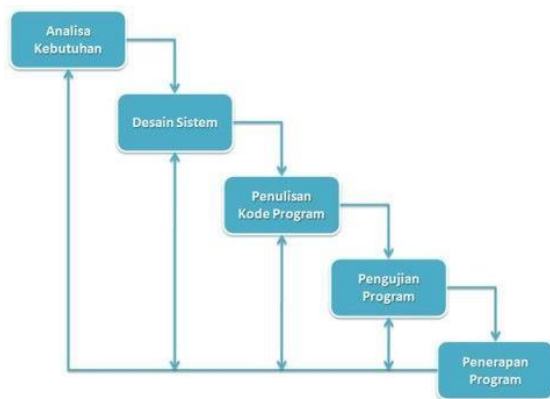 Analisa
Kebutuhan
Desain Sistem
Penulisan
Kode Program
Pengujian
Program
Penerapan
Program